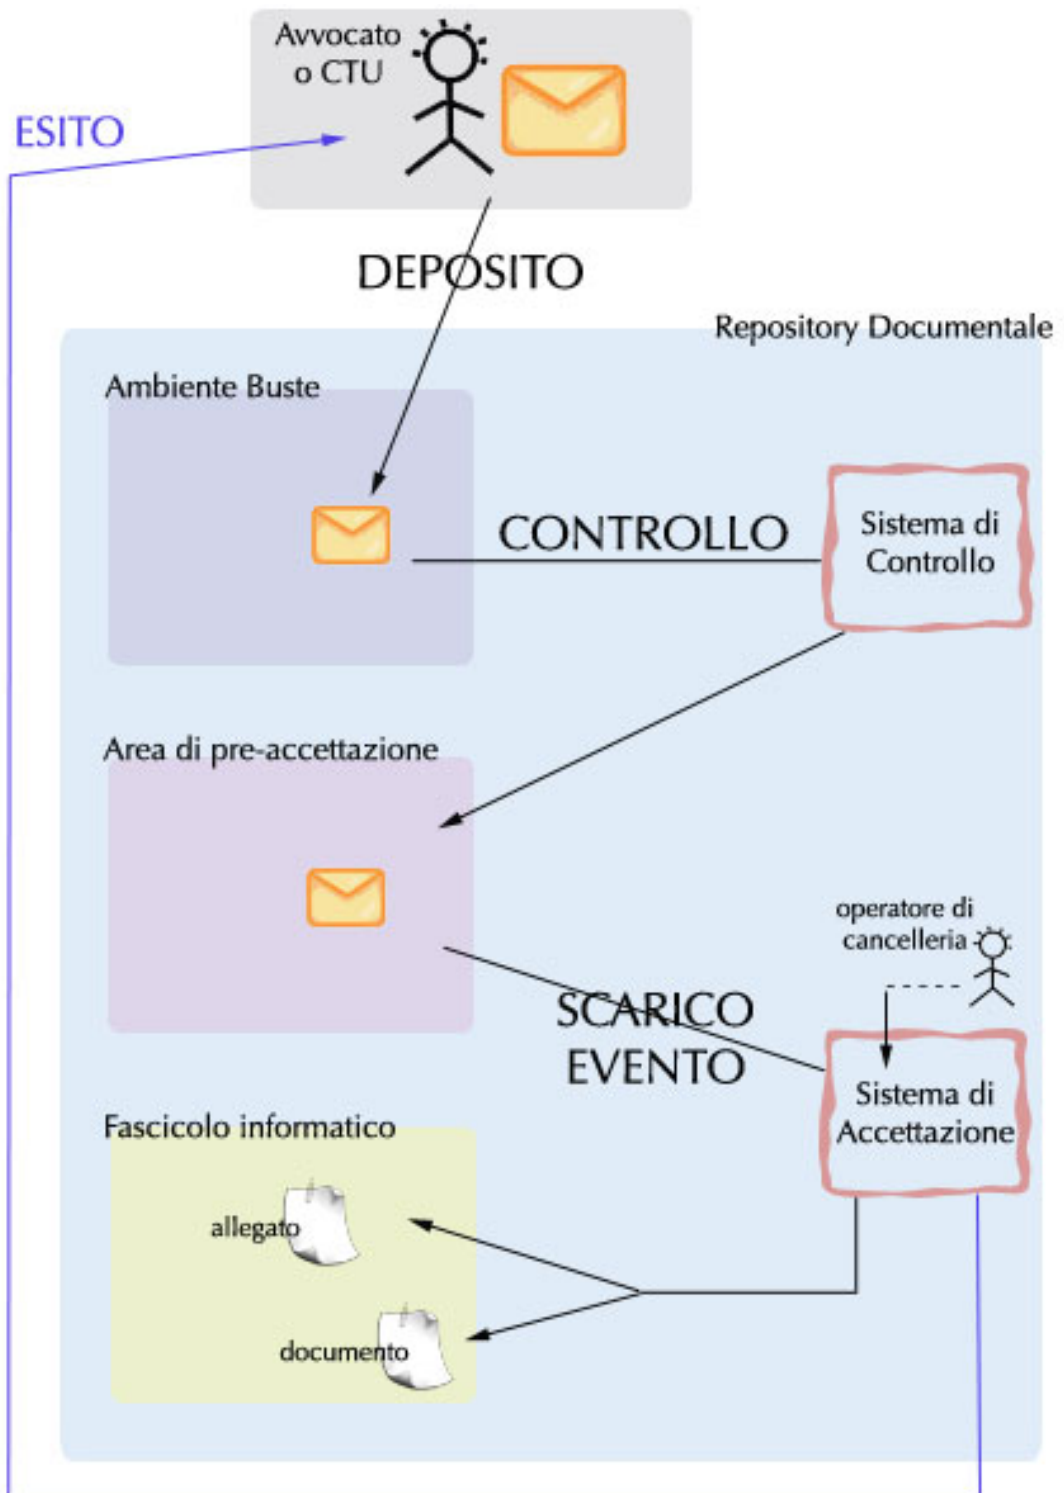 Avvocato
o CTU
ESITO
DEPOSITO
Repository Documentale
Ambiente Buste
CONTROLLO
Sistema di
Controllo
Area di pre-accettazione
operatore di
cancelleria
SCARICO
EVENTO
Sistema di
Accettazione
Fascicolo informatico
allegato
documento